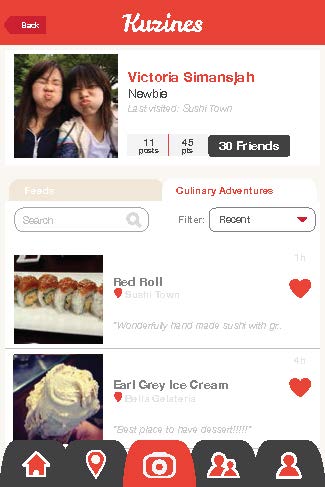 Back
Kuzines
Victoria Simansjah
Newbie
Last visited: Sushi Town
11 posts
45 pts
30 Friends
Feeds
Culinary Adventures
Search
Filter: Recent
1h
Red Roll
Sushi Town
"Wonderfully hand made sushi with gr..
4h
Earl Grey Ice Cream
Bella Gelateria
"Best place to have dessert!!!!!"